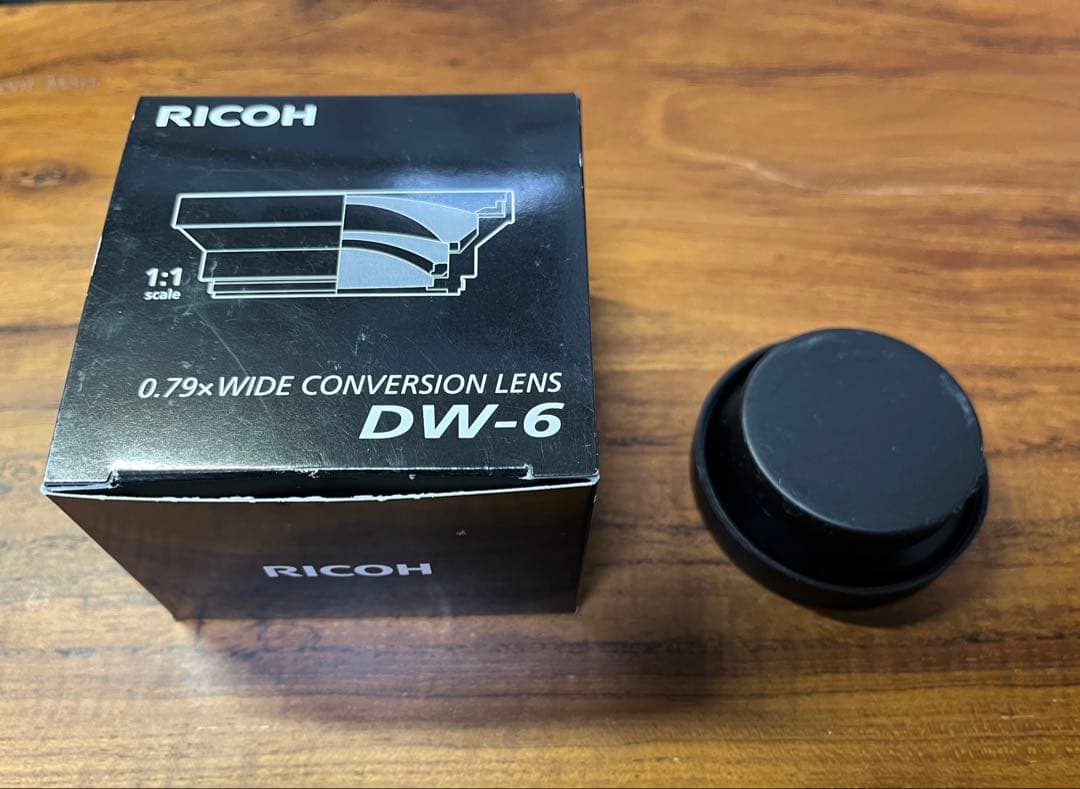 RICOH
1:1
scale
0.79×WIDE CONVERSION LENS
DW-6
RICOH